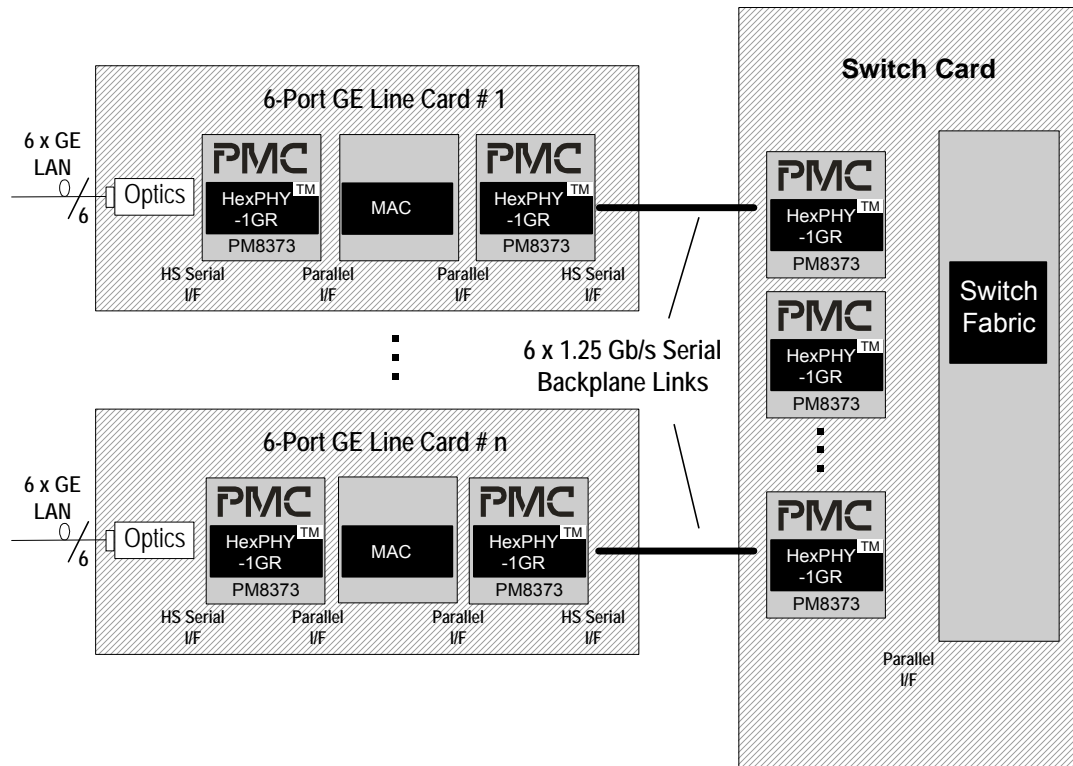 Switch Card
6-Port GE Line Card # 1
6 x GE
LAN
6
Optics
PMC
HexPHY TM
-1GR
PM8373
MAC
PMC
HexPHY TM
-1GR
PM8373
HS Serial
I/F
Parallel
I/F
Parallel
I/F
HS Serial
I/F
PMC
HexPHY TM
-1GR
PM8373
Switch
Fabric
6 x 1.25 Gb/s Serial
Backplane Links
PMC
HexPHY TM
-1GR
PM8373
6-Port GE Line Card # n
6 x GE
LAN
6
Optics
PMC
HexPHY TM
-1GR
PM8373
MAC
PMC
HexPHY TM
-1GR
PM8373
HS Serial
I/F
Parallel
I/F
Parallel
I/F
HS Serial
I/F
PMC
HexPHY TM
-1GR
PM8373
Parallel
I/F